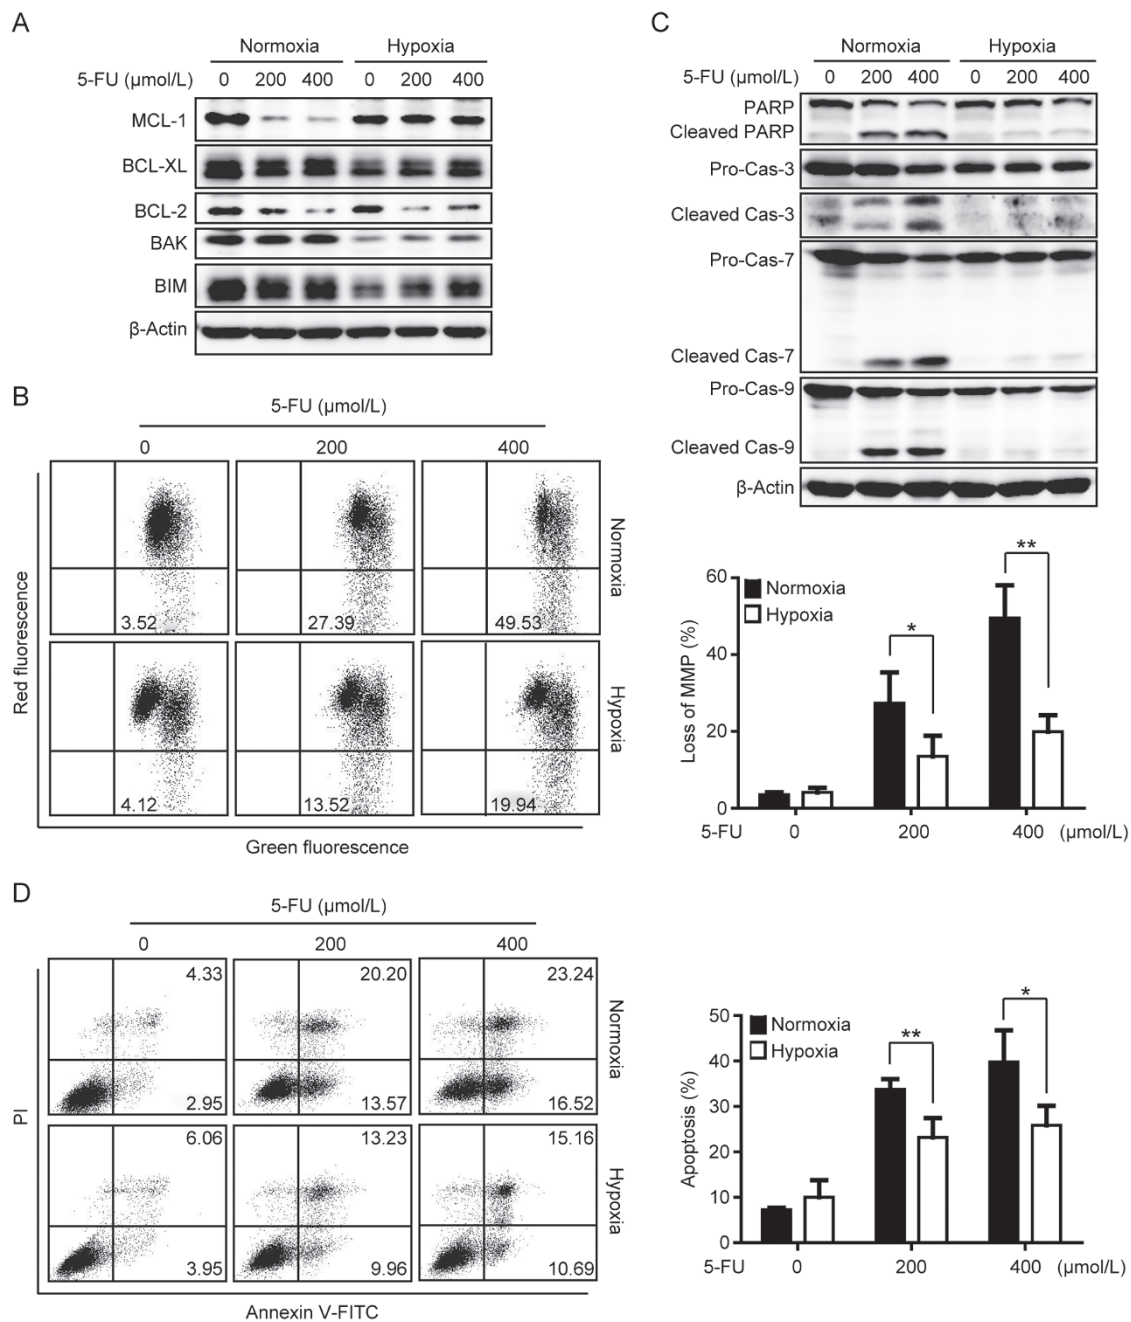 A
Normoxia Hypoxia
5-FU (μmol/L) 0 200 400 0 200 400
MCL-1
BCL-XL
BCL-2
BAK
BIM
β-Actin
B
5-FU (μmol/L)
0 200 400
Red fluorescence
3.52 27.39 49.53
Normoxia
4.12 13.52 19.94
Hypoxia
Green fluorescence
C
Normoxia Hypoxia
5-FU (μmol/L) 0 200 400 0 200 400
PARP
Cleaved PARP
Pro-Cas-3
Cleaved Cas-3
Pro-Cas-7
Cleaved Cas-7
Pro-Cas-9
Cleaved Cas-9
β-Actin
Loss of MMP (%)
60
40
20
0
Normoxia
Hypoxia
*
**
5-FU 0 200 400 (μmol/L)
D
5-FU (μmol/L)
0 200 400
PI
4.33 20.20 23.24
2.95 13.57 16.52
Normoxia
6.06 13.23 15.16
3.95 9.96 10.69
Hypoxia
Annexin V-FITC
Apoptosis (%)
50
40
30
20
10
0
Normoxia
Hypoxia
**
*
5-FU 0 200 400 (μmol/L)